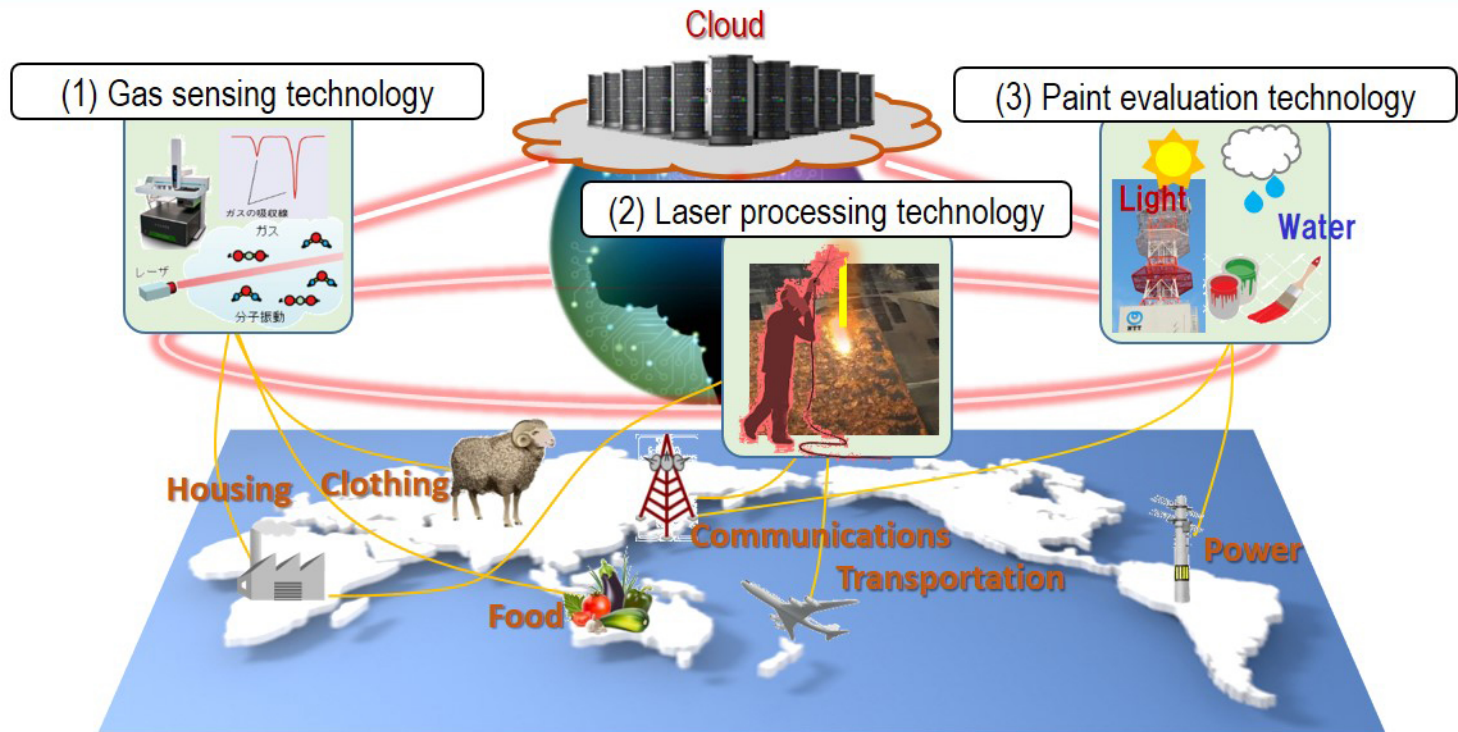 Cloud
(1) Gas sensing technology
(3) Paint evaluation technology
(2) Laser processing technology
ガスの吸収線
ガス
レーザ
分子振動
Light
Water
NTT
Housing
Clothing
Communications
Transportation
Food
Power